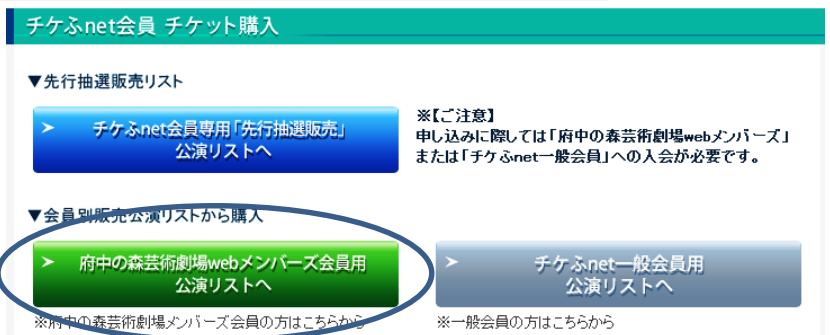 チケふnet会員 チケット購入
▼先行抽選販売リスト
チケふnet会員専用「先行抽選販売」
公演リストへ
※【ご注意】
申し込みに際しては「府中の森芸術劇場webメンバーズ」
または「チケふnet一般会員」への入会が必要です。
▼会員別販売公演リストから購入
府中の森芸術劇場webメンバーズ会員用
公演リストへ
※府中の森芸術劇場メンバーズ会員の方はこちらから
チケふnet一般会員用
公演リストへ
※一般会員の方はこちらから